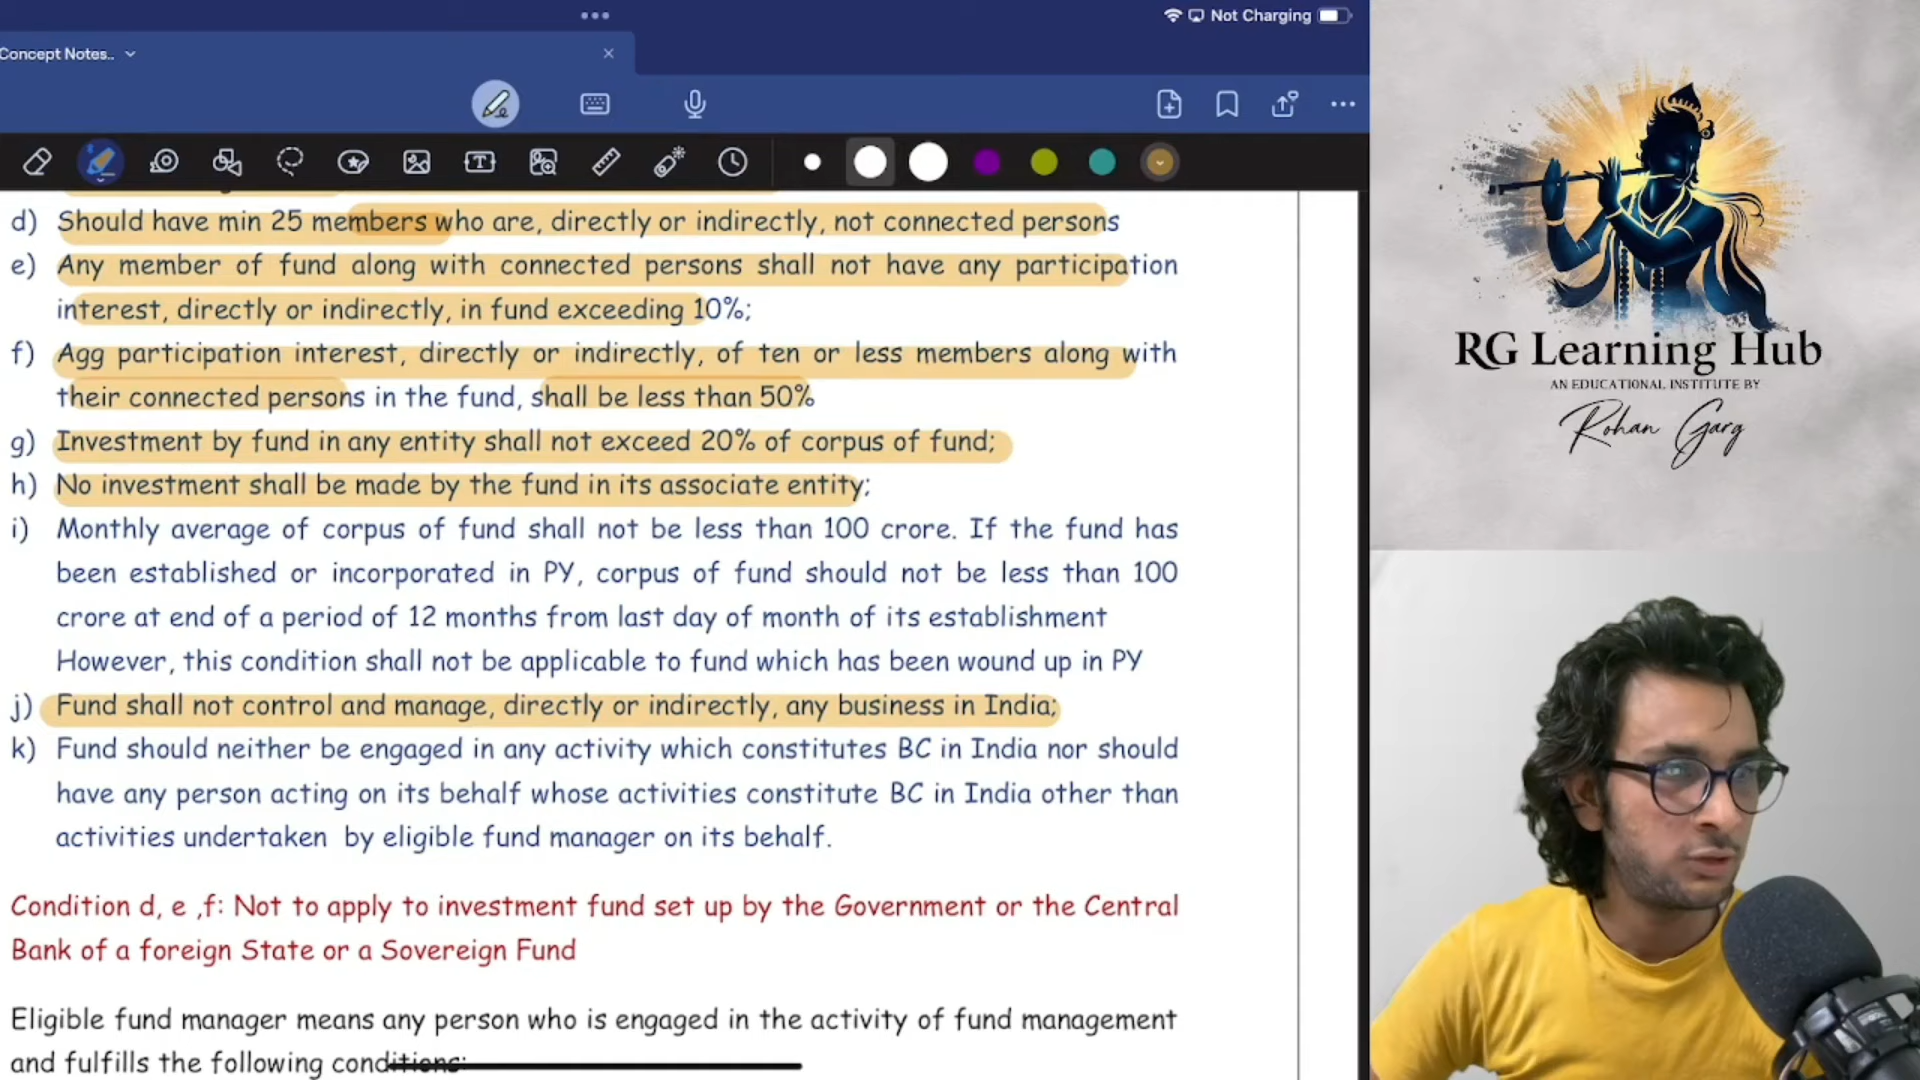 Not Charging
Concept Notes..
d) Should have min 25 members who are, directly or indirectly, not connected persons
e) Any member of fund along with connected persons shall not have any participation
interest, directly or indirectly, in fund exceeding 10%;
f) Agg participation interest, directly or indirectly, of ten or less members along with
their connected persons in the fund, shall be less than 50%
g) Investment by fund in any entity shall not exceed 20% of corpus of fund;
h) No investment shall be made by the fund in its associate entity;
i) Monthly average of corpus of fund shall not be less than 100 crore. If the fund has
been established or incorporated in PY, corpus of fund should not be less than 100
crore at end of a period of 12 months from last day of month of its establishment
However, this condition shall not be applicable to fund which has been wound up in PY
j) Fund shall not control and manage, directly or indirectly, any business in India;
k) Fund should neither be engaged in any activity which constitutes BC in India nor should
have any person acting on its behalf whose activities constitute BC in India other than
activities undertaken by eligible fund manager on its behalf.
Condition d, e ,f: Not to apply to investment fund set up by the Government or the Central
Bank of a foreign State or a Sovereign Fund
Eligible fund manager means any person who is engaged in the activity of fund management
and fulfills the following conditions:
RG Learning Hub
AN EDUCATIONAL INSTITUTE BY
Rohan Garg